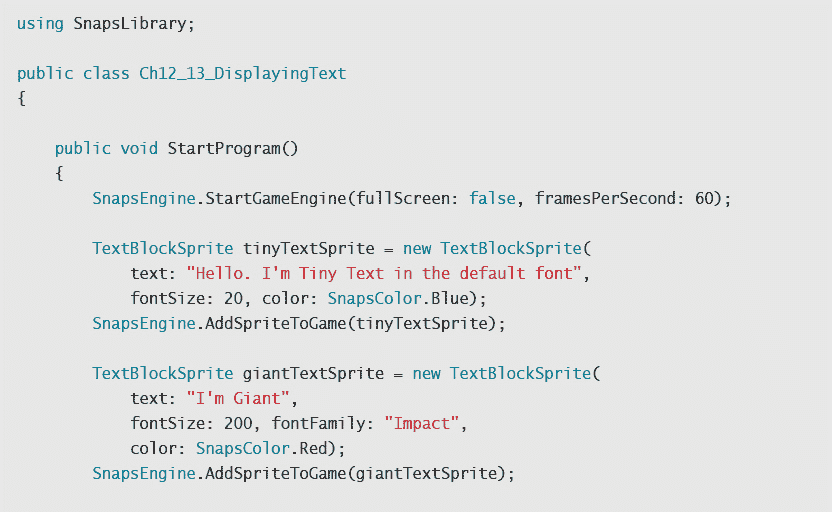 using SnapsLibrary;
public class Ch12_13_DisplayingText
{
public void StartProgram()
{
SnapsEngine.StartGameEngine(fullScreen: false, framesPerSecond: 60);
TextBlockSprite tinyTextSprite = new TextBlockSprite(
text: "Hello. I'm Tiny Text in the default font",
fontSize: 20, color: SnapsColor.Blue);
SnapsEngine.AddSpriteToGame(tinyTextSprite);
TextBlockSprite giantTextSprite = new TextBlockSprite(
text: "I'm Giant",
fontSize: 200, fontFamily: "Impact",
color: SnapsColor.Red);
SnapsEngine.AddSpriteToGame(giantTextSprite);